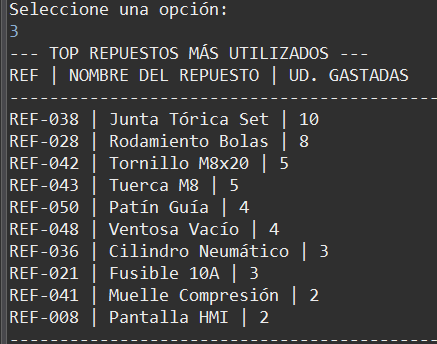 Seleccione una opción:
3
--- TOP REPUESTOS MÁS UTILIZADOS ---
REF | NOMBRE DEL REPUESTO | UD. GASTADAS
----------------------------------------
REF-038 | Junta Tórica Set | 10
REF-028 | Rodamiento Bolas | 8
REF-042 | Tornillo M8x20 | 5
REF-043 | Tuerca M8 | 5
REF-050 | Patín Guía | 4
REF-048 | Ventosa Vacío | 4
REF-036 | Cilindro Neumático | 3
REF-021 | Fusible 10A | 3
REF-041 | Muelle Compresión | 2
REF-008 | Pantalla HMI | 2
----------------------------------------